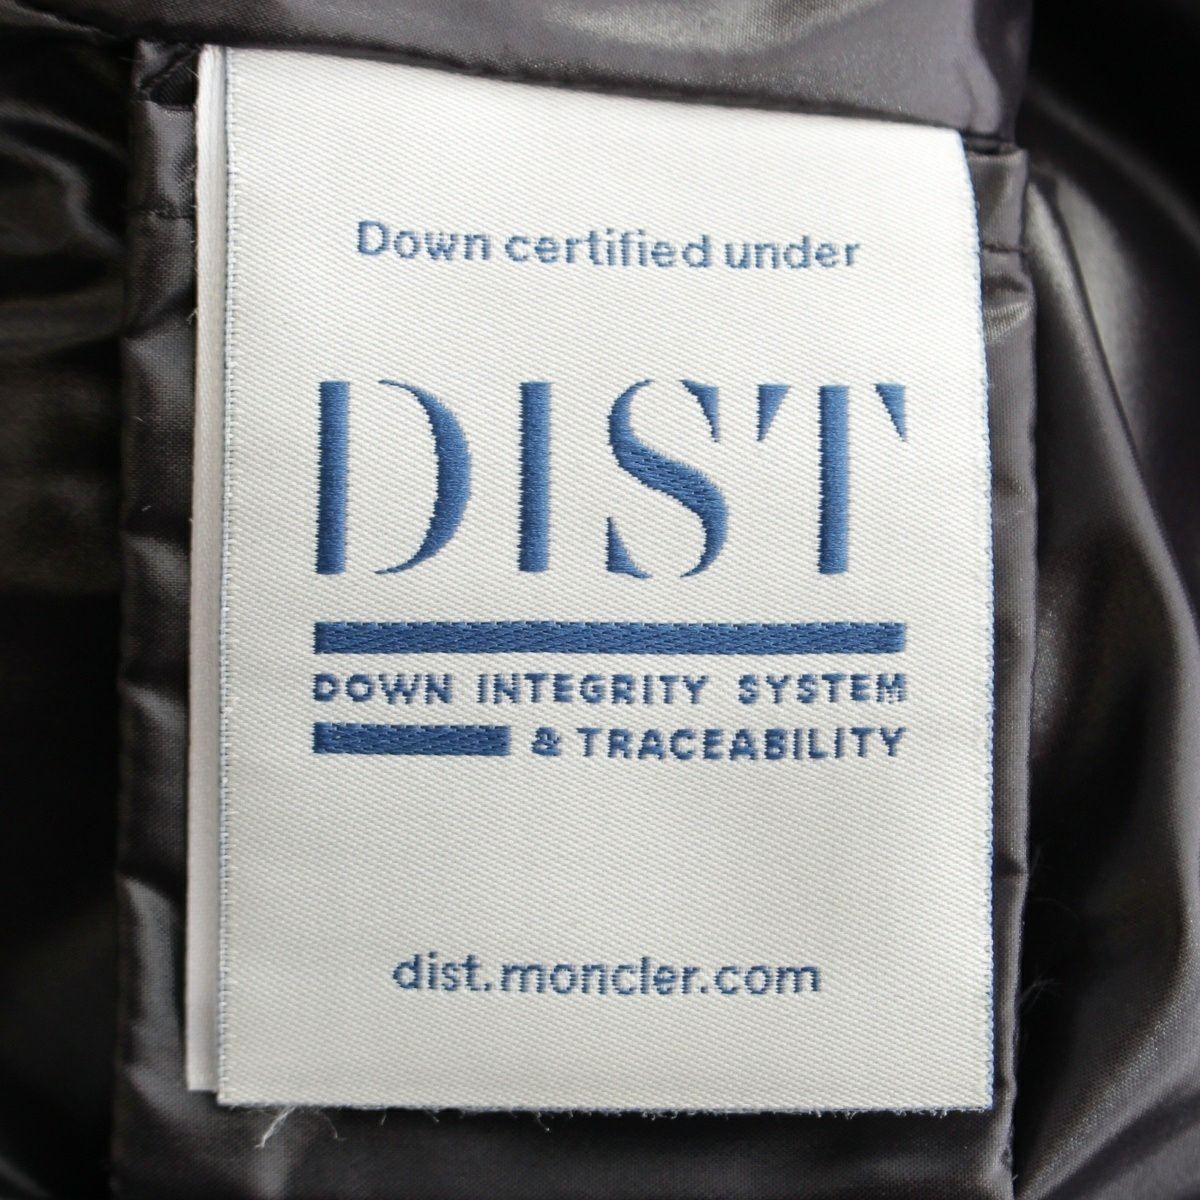 Down certified under
DIST
DOWN INTEGRITY SYSTEM
& TRACEABILITY
dist.moncler.com